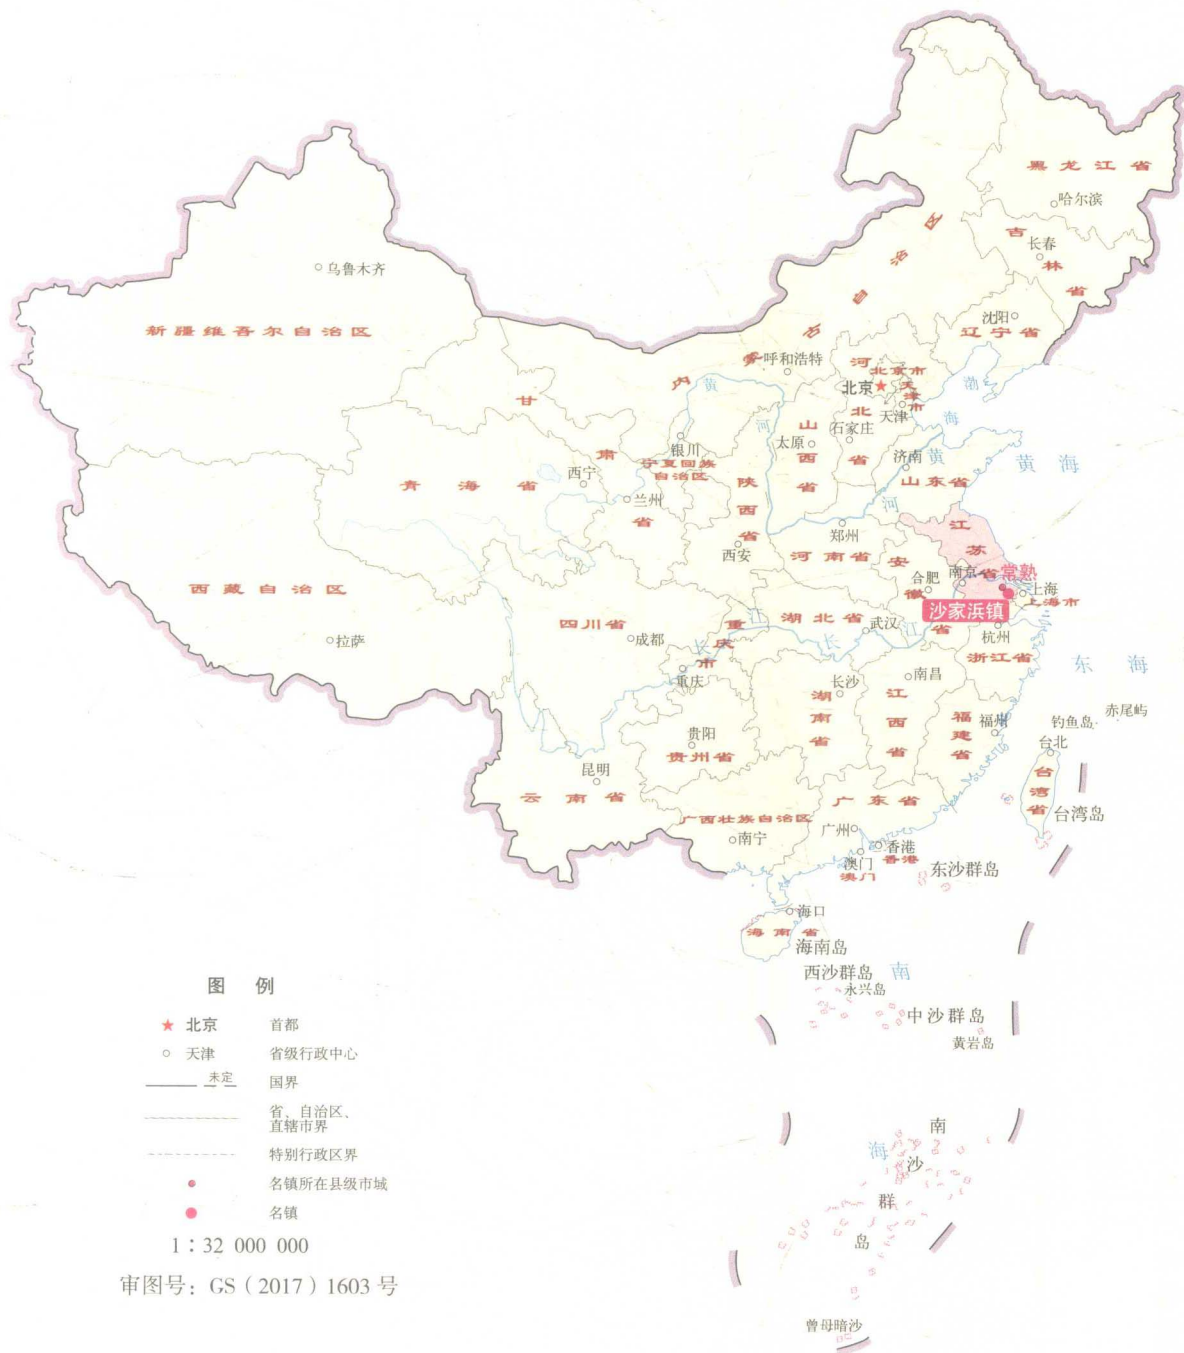 黑龙江省
哈尔滨
吉林省
长春
沈阳
辽宁省
乌鲁木齐
新疆维吾尔自治区
内蒙古自治区
呼和浩特
河北省
北京市
北京
天津市
天津
渤海
甘肃省
黄河
银川
宁夏回族
自治区
太原
山西省
石家庄
济南
黄河
山东省
黄海
青海省
西宁
兰州
陕西省
西安
郑州
河南省
江苏省
安徽省
合肥
南京
常熟
上海
上海市
沙家浜镇
西藏自治区
拉萨
四川省
成都
重庆市
重庆
长江
湖北省
武汉
长江
杭州
浙江省
东海
南昌
江西省
长沙
湖南省
福建省
福州
钓鱼岛
赤尾屿
台北
台湾省
台湾岛
贵阳
贵州省
昆明
云南省
广西壮族自治区
南宁
广东省
广州
香港
香港
澳门
澳门
东沙群岛
海口
海南省
海南岛
西沙群岛
永兴岛
南海
中沙群岛
黄岩岛
南沙群岛
曾母暗沙
图 例
北京 首都
天津 省级行政中心
未定 国界
省、自治区、
直辖市界
特别行政区界
名镇所在县级市城
名镇
1：32 000 000
审图号：GS（2017）1603 号